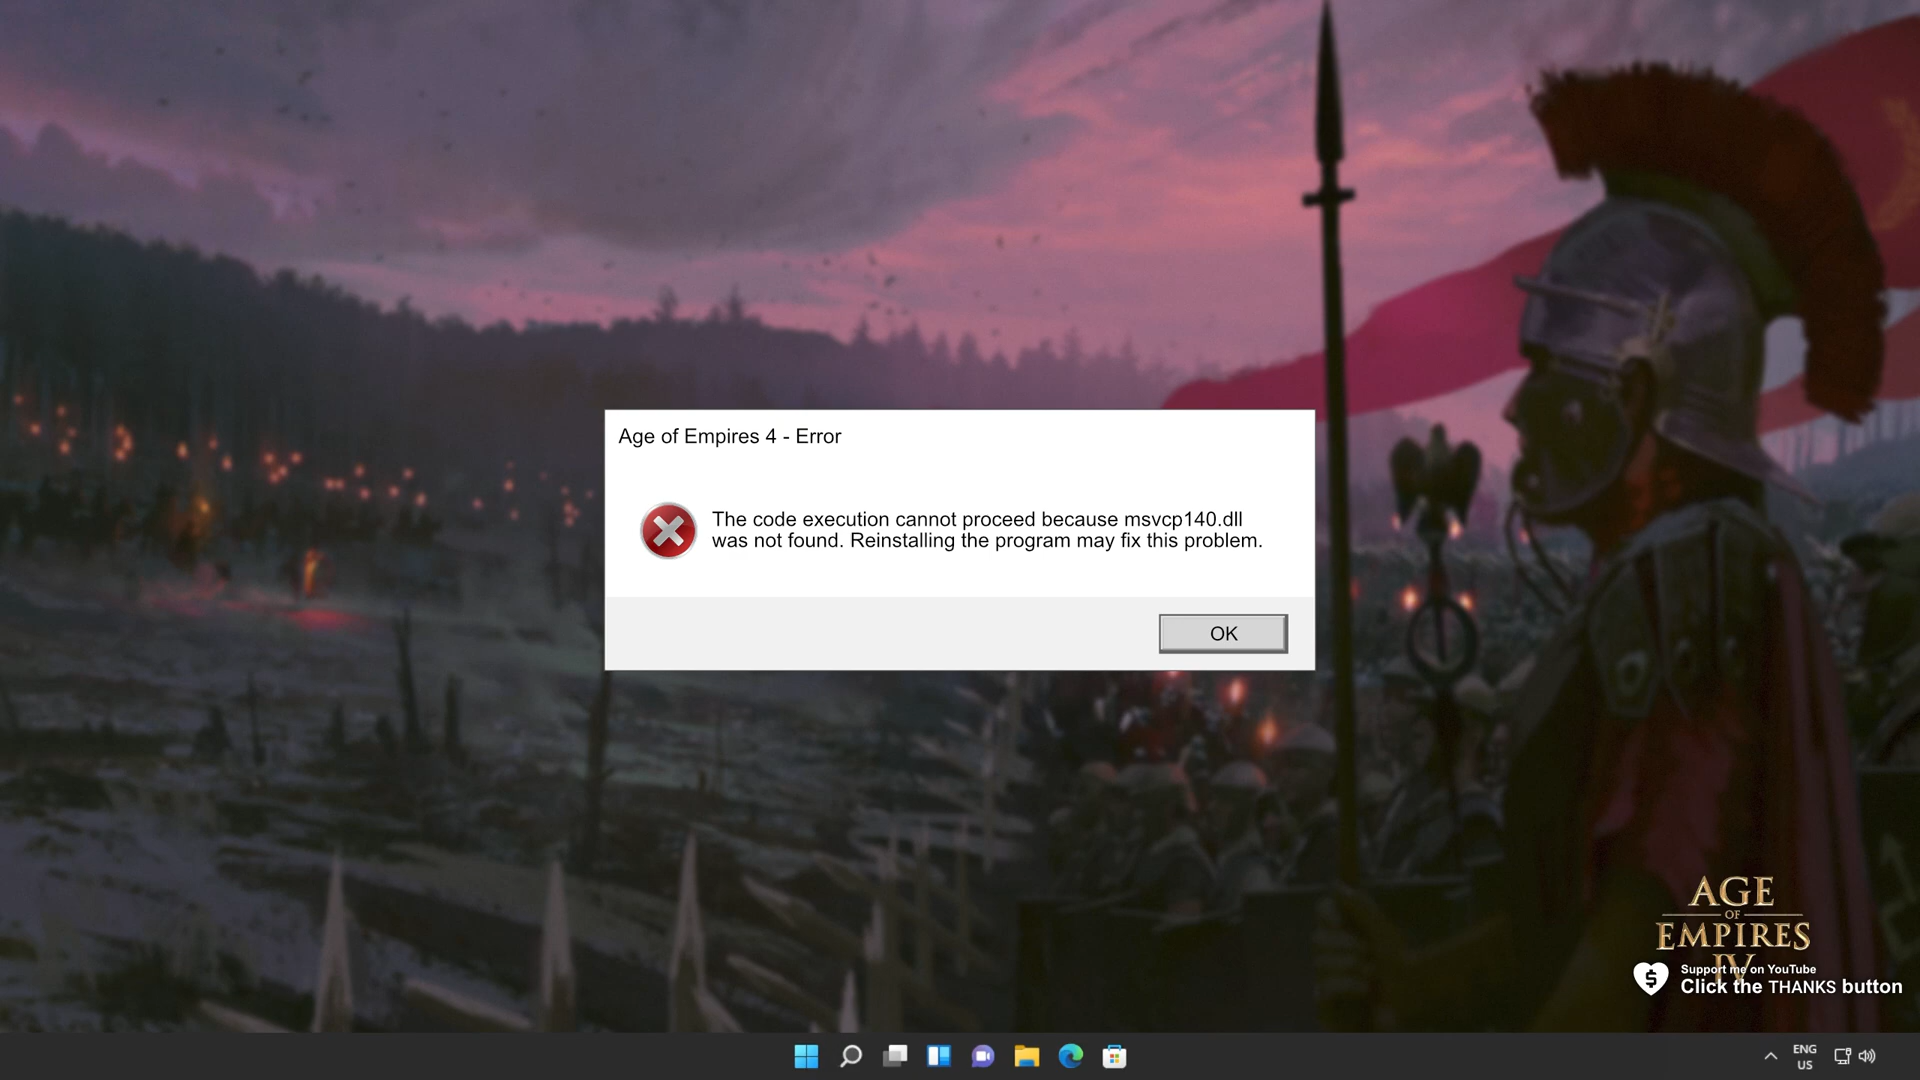 Age of Empires 4 - Error
The code execution cannot proceed because msvcp140.dll
was not found. Reinstalling the program may fix this problem.
OK
AGE
OF
EMPIRES
IV
Support me on YouTube
Click the THANKS button
ENG
US